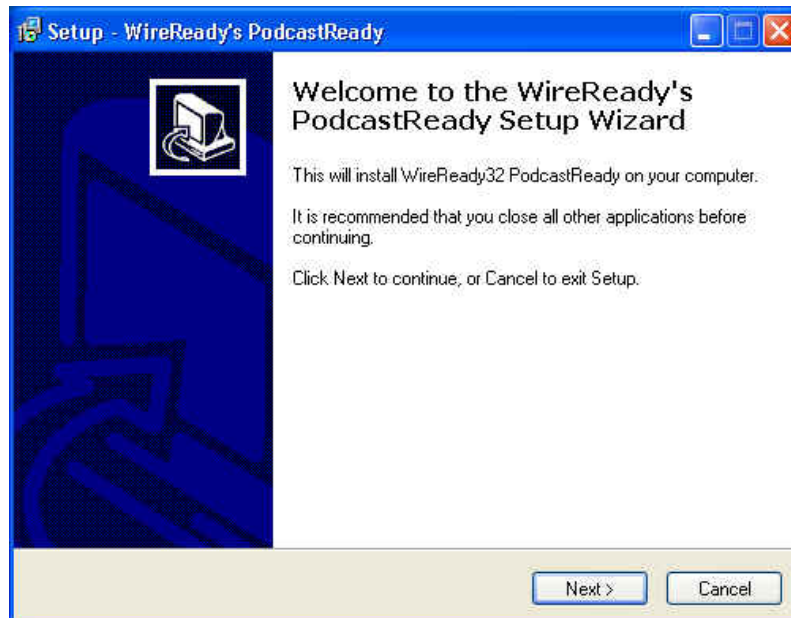 Setup - WireReady's PodcastReady
Welcome to the WireReady's
PodcastReady Setup Wizard
This will install WireReady32 PodcastReady on your computer.
It is recommended that you close all other applications before
continuing.
Click Next to continue, or Cancel to exit Setup.
Next >
Cancel